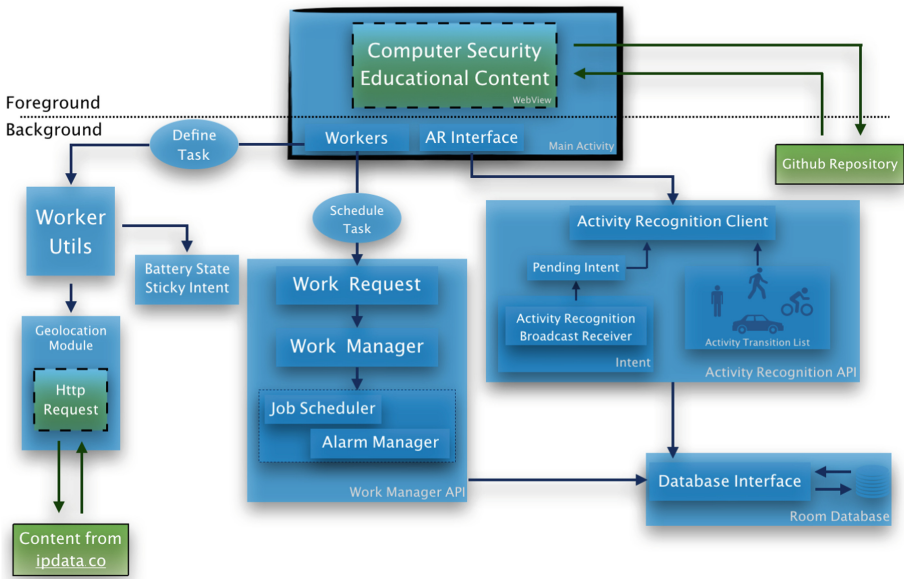 Computer Security
Educational Content
WebView
Foreground
Background
Define
Task
Workers
AR Interface
Main Activity
Github Repository
Worker
Utils
Schedule
Task
Activity Recognition Client
Battery State
Sticky Intent
Pending Intent
Work Request
Activity Recognition
Broadcast Receiver
Intent
Activity Transition List
Activity Recognition API
Geolocation
Module
Work Manager
Http
Request
Job Scheduler
Alarm Manager
Work Manager API
Database Interface
Room Database
Content from
ipdata.co